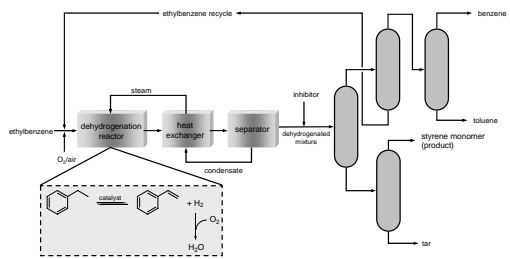 ethylbenzene recycle
benzene
steam
inhibitor
ethylbenzene
dehydrogenation
reactor
heat
exchanger
separator
dehydrogenated
mixture
toluene
O₂/air
condensate
styrene monomer
(product)
catalyst
+ H₂
O₂
H₂O
tar